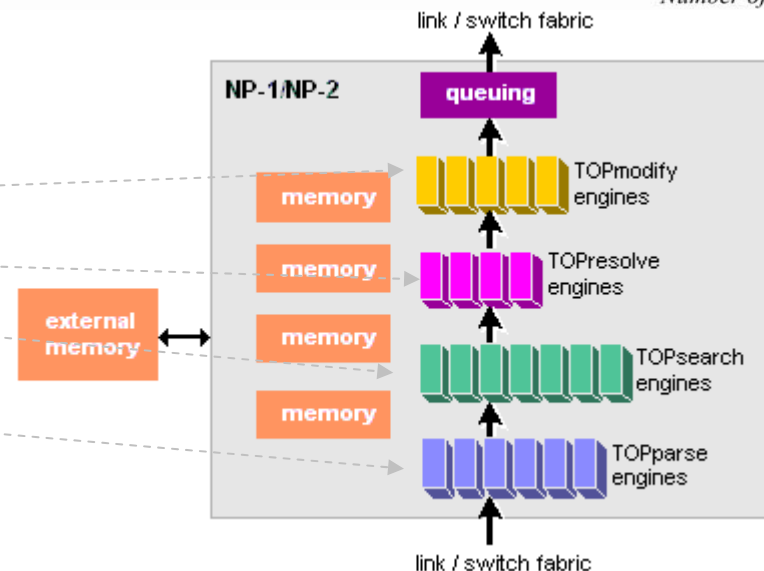 Number of
link / switch fabric
NP-1/NP-2
queuing
TOPmodify
engines
memory
TOPresolve
engines
memory
external
memory
memory
TOPsearch
engines
memory
TOPparse
engines
link / switch fabric